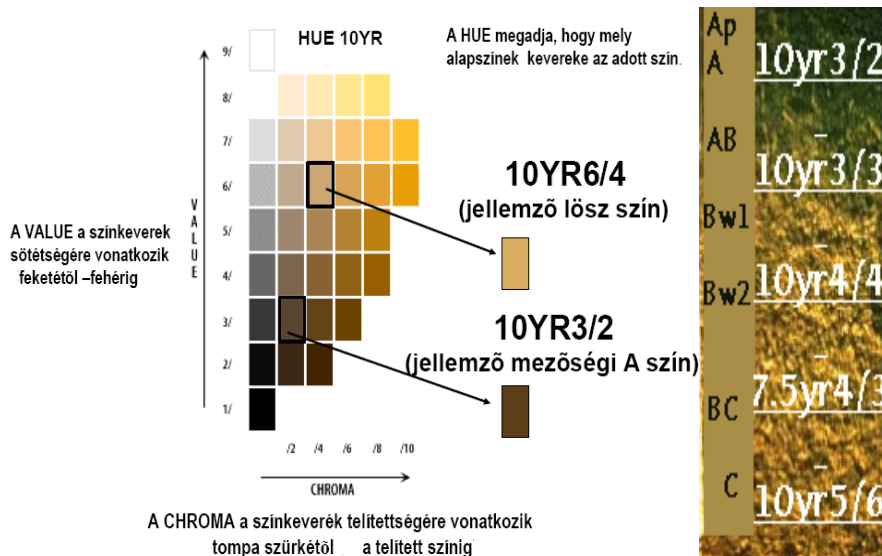 HUE 10YR
A HUE megadja, hogy mely
alapszínek kevereke az adott szín.
9/
8/
7/
6/
5/
4/
3/
2/
1/
VALUE
A VALUE a színkeverek
sötétségére vonatkozik
feketétől –fehérig
10YR6/4
(jellemzõ lösz szín)
10YR3/2
(jellemzõ mezõségi A szín)
/2 /4 /6 /8 /10
CHROMA
A CHROMA a színkeverék telítettségére vonatkozik
tompa szürkétõl a telített színig
Ap
A 10yr3/2
AB
10yr3/3
Bw1
Bw2 10yr4/4
7.5yr4/3
BC
C
10yr5/6